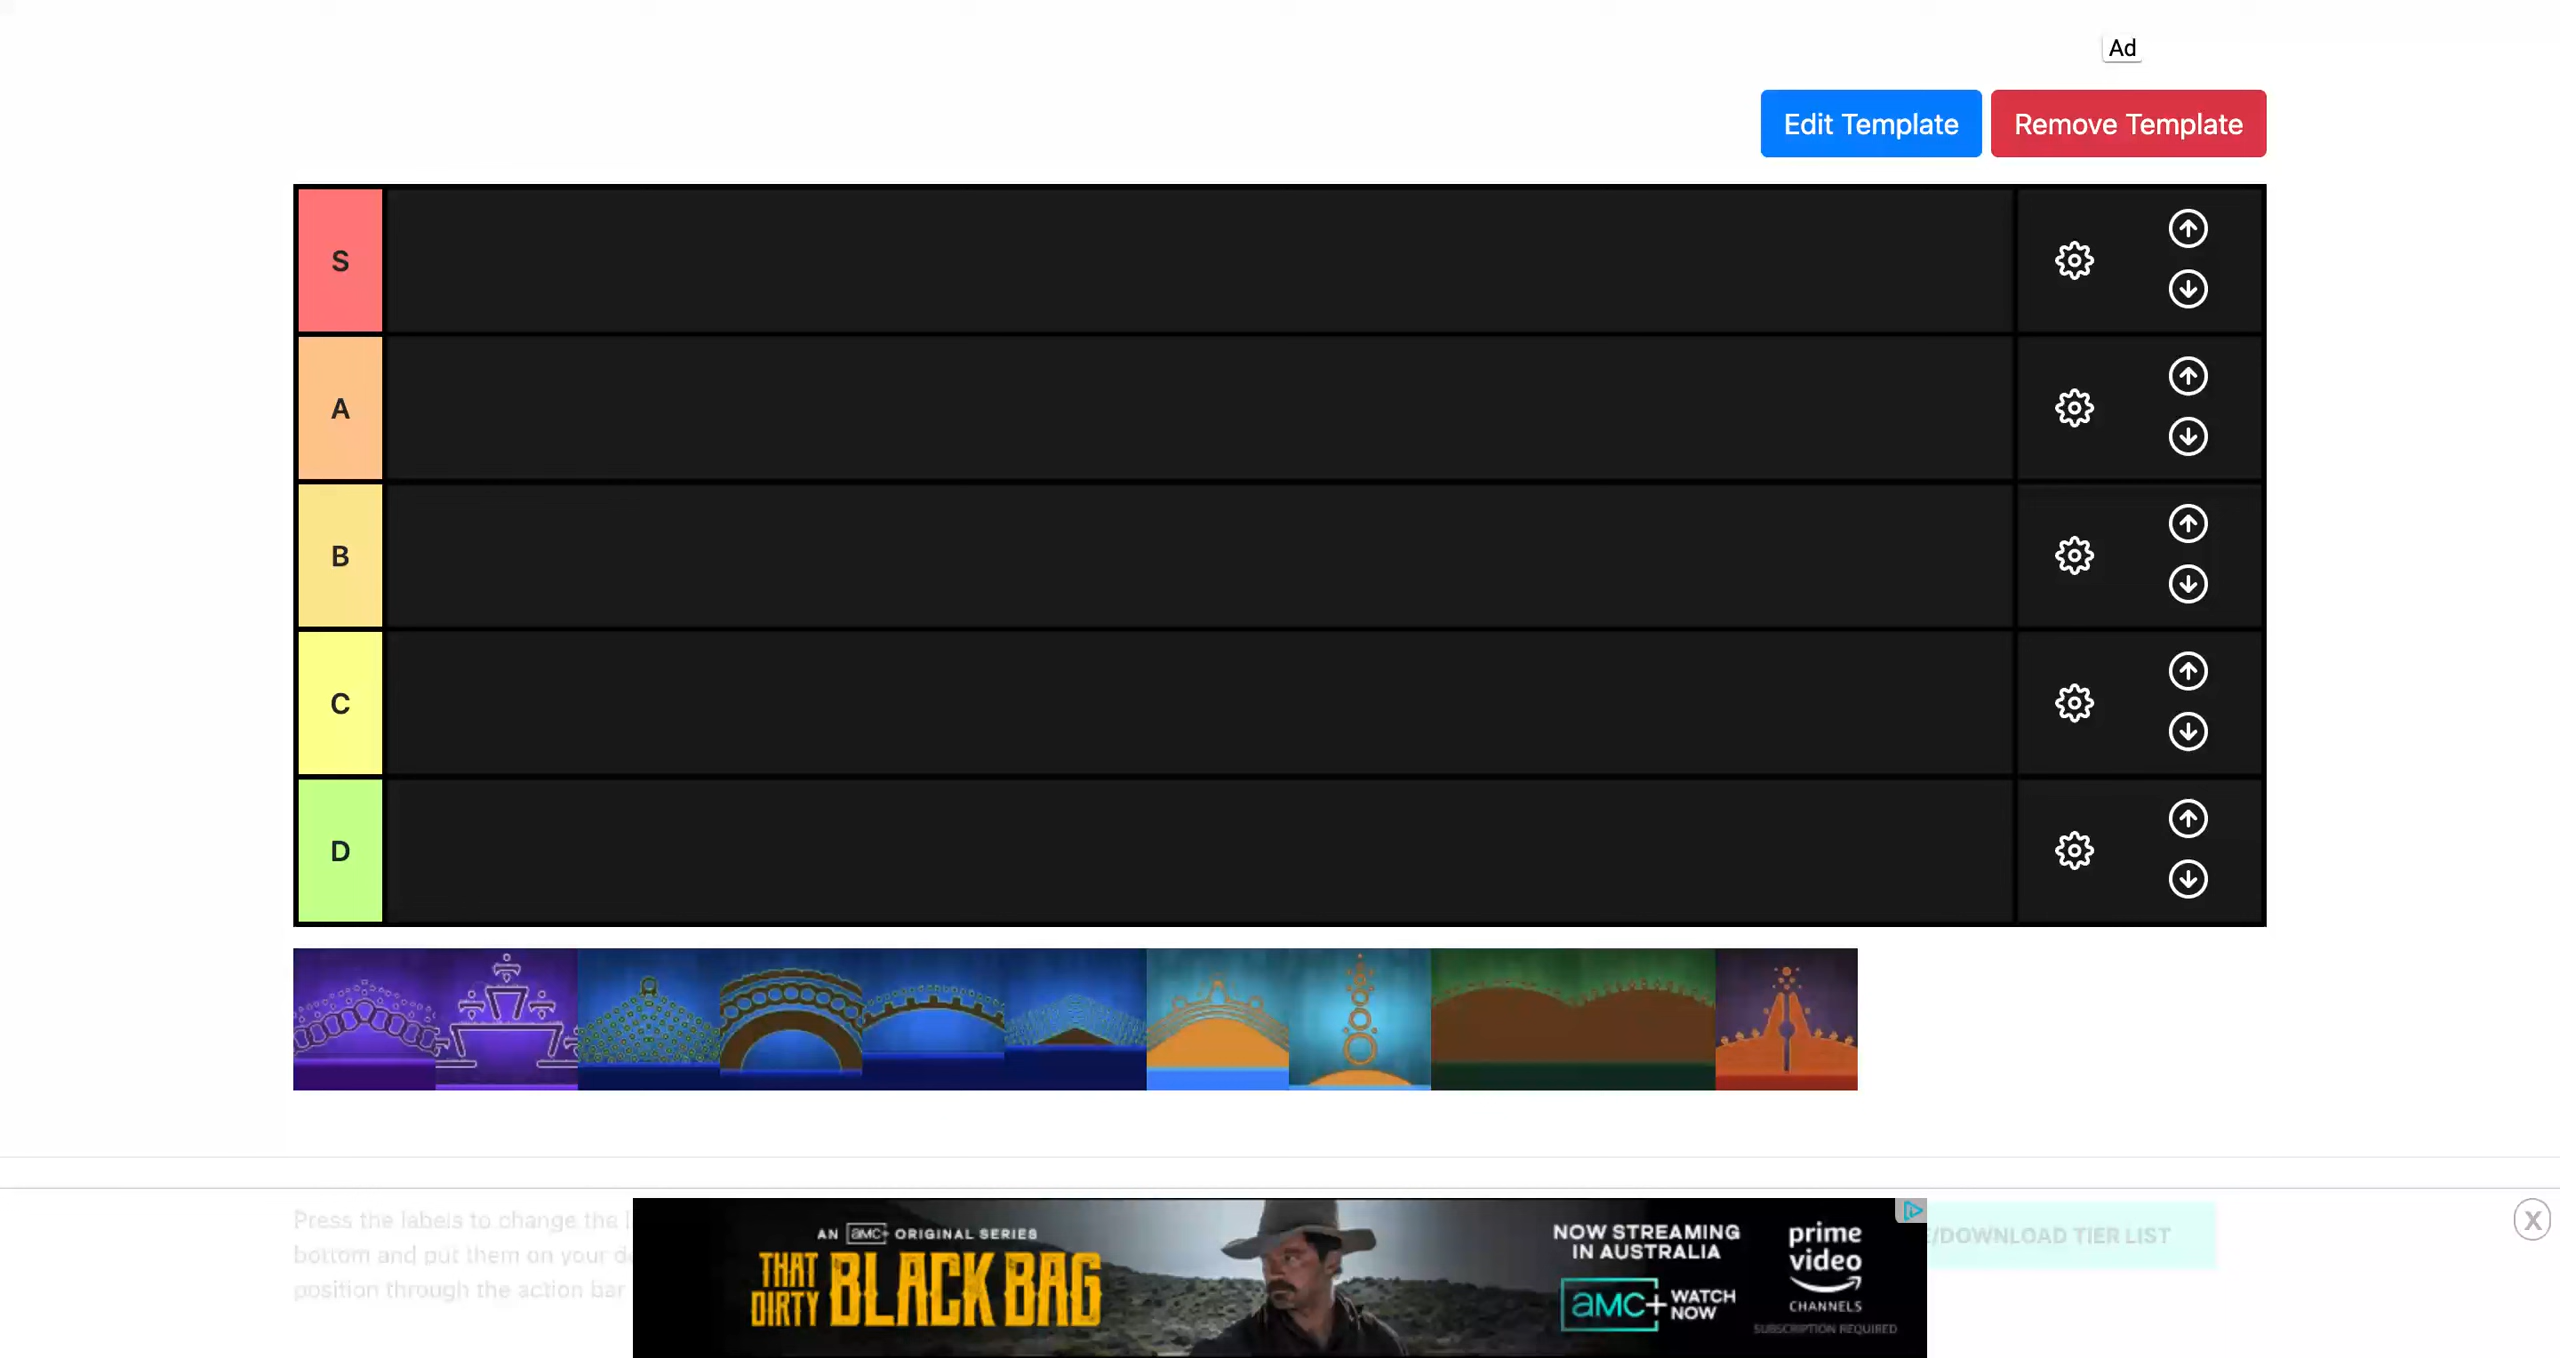 Ad
Edit Template
Remove Template
S
A
B
C
D
Press the labels to change the
bottom and put them on your
position through the action bar
AN amc+ ORIGINAL SERIES
THAT
DIRTY BLACK BAG
NOW STREAMING
IN AUSTRALIA
amc+ WATCH
NOW
prime
video
CHANNELS
SUBSCRIPTION REQUIRED
/DOWNLOAD TIER LIST
X